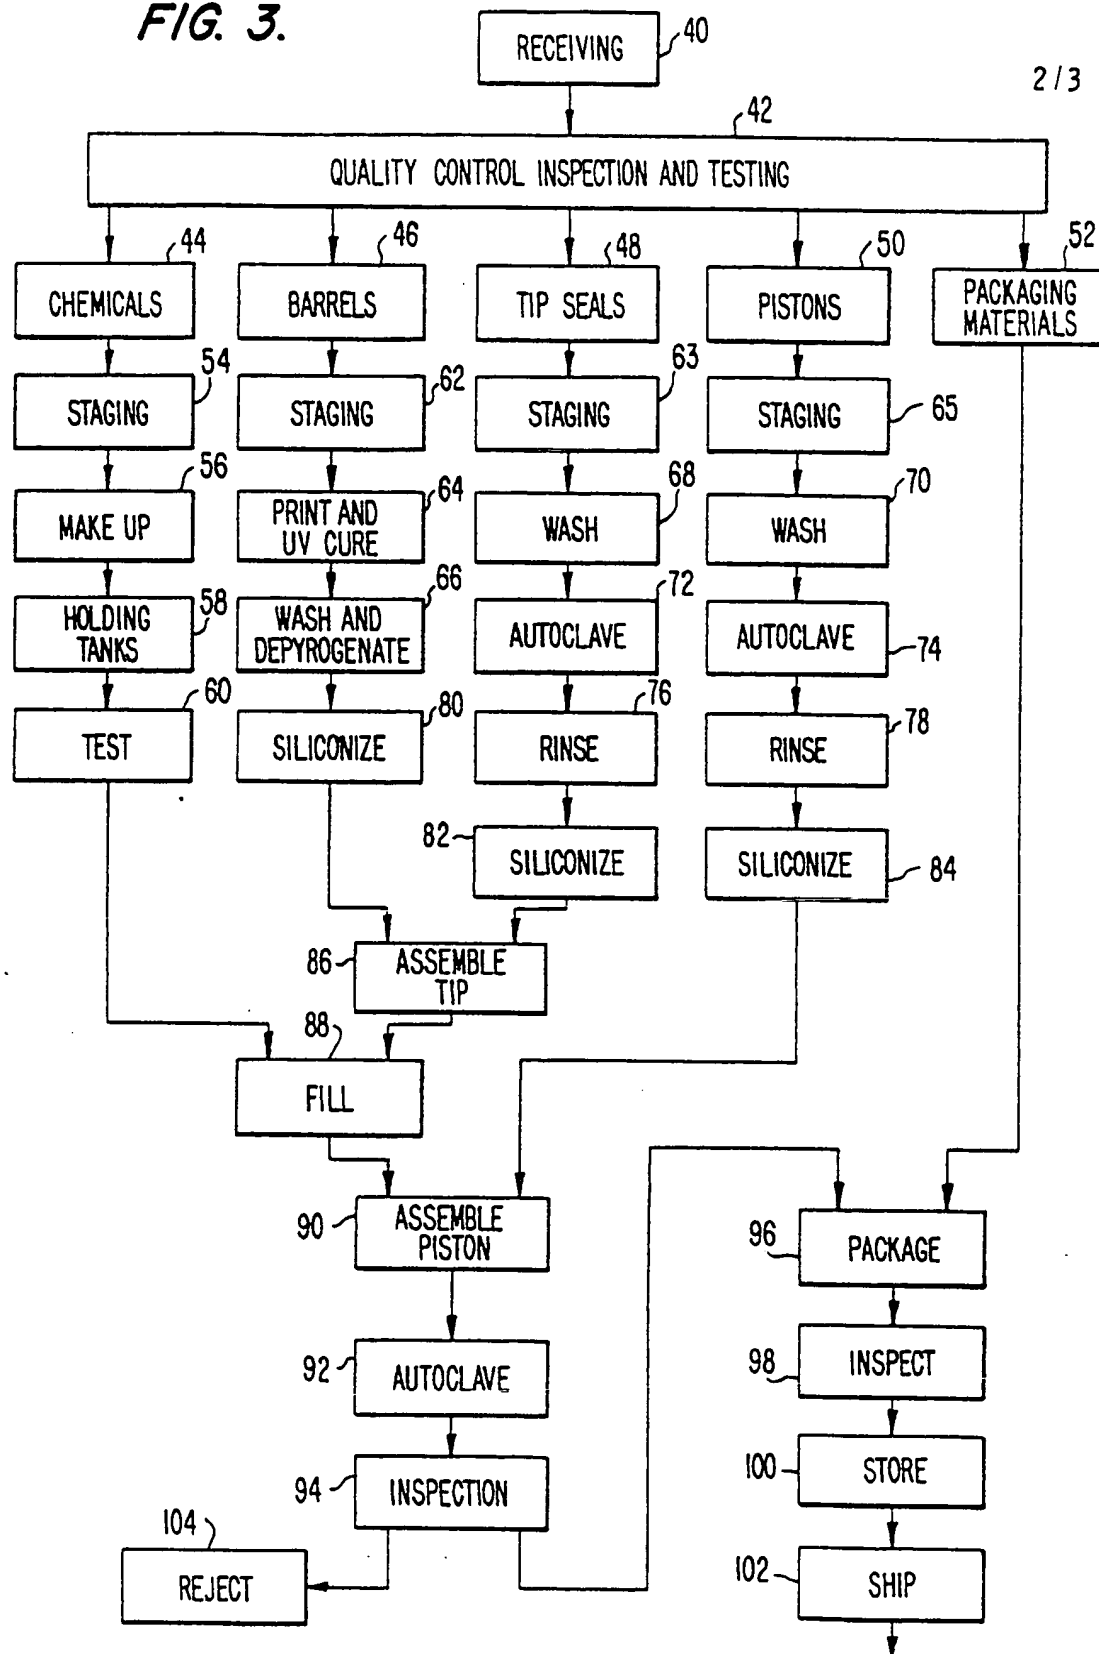 FIG. 3.
RECEIVING
40
2/3
42
QUALITY CONTROL INSPECTION AND TESTING
44
46
48
50
52
CHEMICALS
BARRELS
TIP SEALS
PISTONS
PACKAGING
MATERIALS
54
62
63
65
STAGING
STAGING
STAGING
STAGING
56
64
68
70
MAKE UP
PRINT AND
UV CURE
WASH
WASH
58
66
72
74
HOLDING
TANKS
WASH AND
DEPYROGENATE
AUTOCLAVE
AUTOCLAVE
60
80
76
78
TEST
SILICONIZE
RINSE
RINSE
82
SILICONIZE
SILICONIZE
84
86
ASSEMBLE
TIP
88
FILL
90
ASSEMBLE
PISTON
96
PACKAGE
92
AUTOCLAVE
98
INSPECT
94
INSPECTION
100
STORE
104
REJECT
102
SHIP